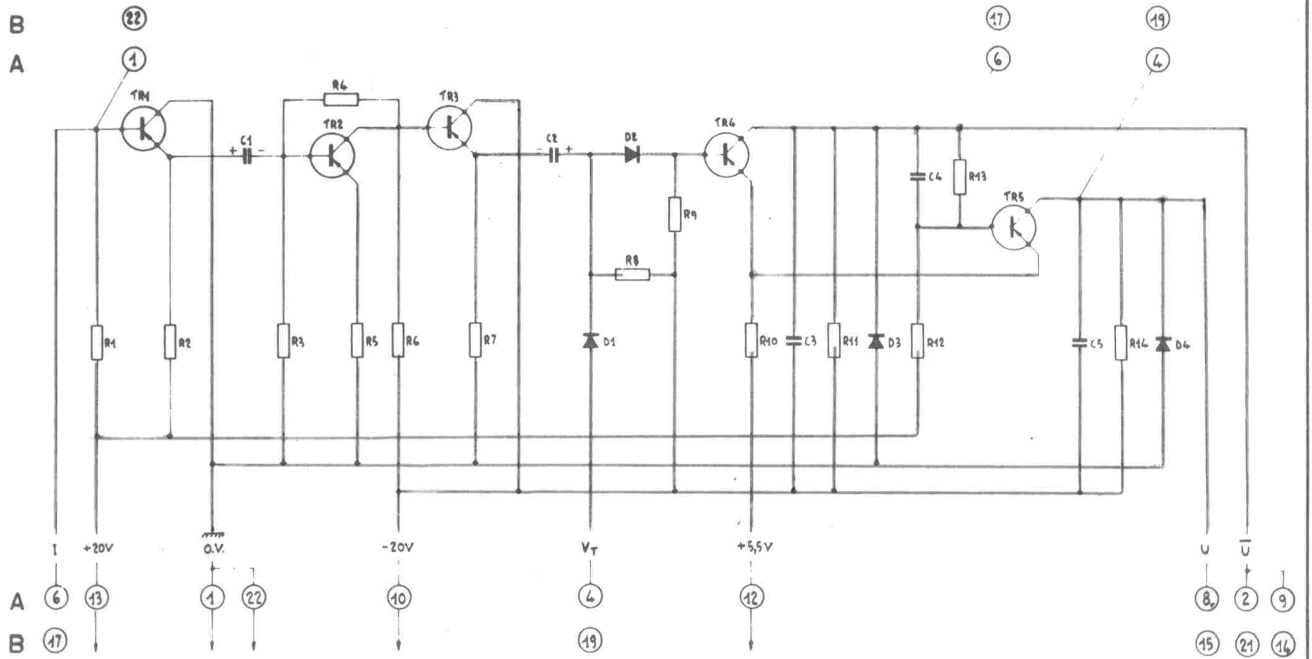 B 22 17 19
A 1 6 4
TR1 R4 TR3
C1 + - TR2 C2 - + D2 TR4
C4 R13
TR5
R9
R8
R1 R2 R3 R5 R6 R7 D1 R10 C3 R11 D3 R12 C5 R14 D4
I +20V 0.V. -20V VT +5,5V U U̅
A 6 13 1 22 10 4 12 8 2 9
B 17 19 15 21 16